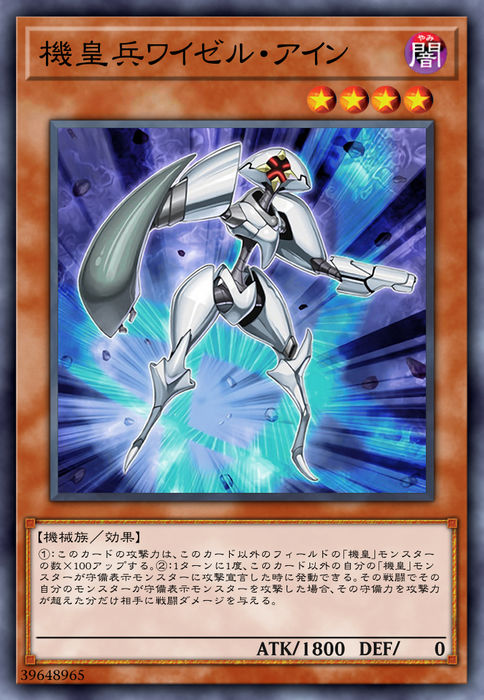 機皇兵ワイゼル・アイン
やみ
闇
【機械族／効果】
①：このカードの攻撃力は、このカード以外のフィールドの「機皇」モンスター
の数×100アップする。②：1ターンに1度、このカード以外の自分の「機皇」モン
スターが守備表示モンスターに攻撃宣言した時に発動できる。その戦闘でその
自分のモンスターが守備表示モンスターを攻撃した場合、その守備力を攻撃力
が超えた分だけ相手に戦闘ダメージを与える。
ATK/1800 DEF/ 0
39648965